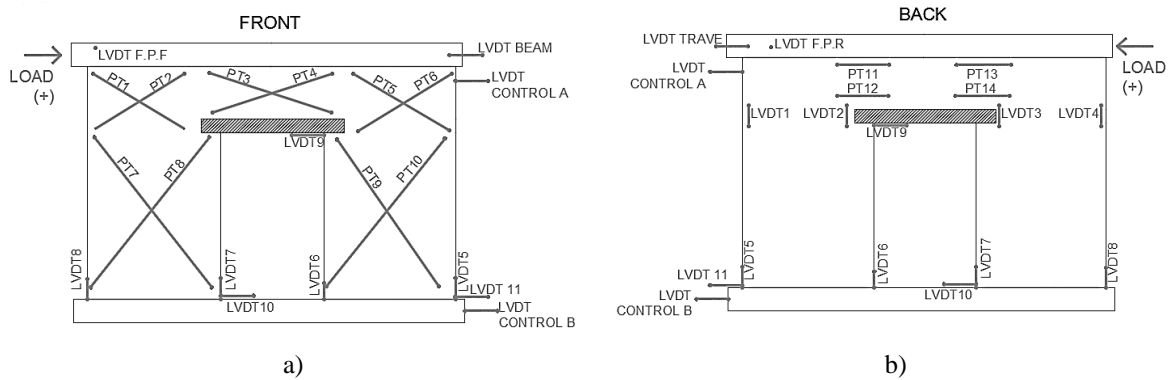 FRONT
LVDT F.P.F
LVDT BEAM
LOAD
(+)
LVDT
CONTROL A
PT1
PT2
PT3
PT4
PT5
PT6
LVDT9
PT7
PT8
PT9
PT10
LVDT8
LVDT7
LVDT6
LVDT5
LVDT10
LVDT 11
LVDT
CONTROL B
a)
BACK
LVDT TRAVE
LVDT F.P.R
LOAD
(+)
LVDT
CONTROL A
PT11
PT13
PT12
PT14
LVDT1
LVDT2
LVDT3
LVDT4
LVDT9
LVDT5
LVDT6
LVDT7
LVDT8
LVDT 11
LVDT10
LVDT
CONTROL B
b)